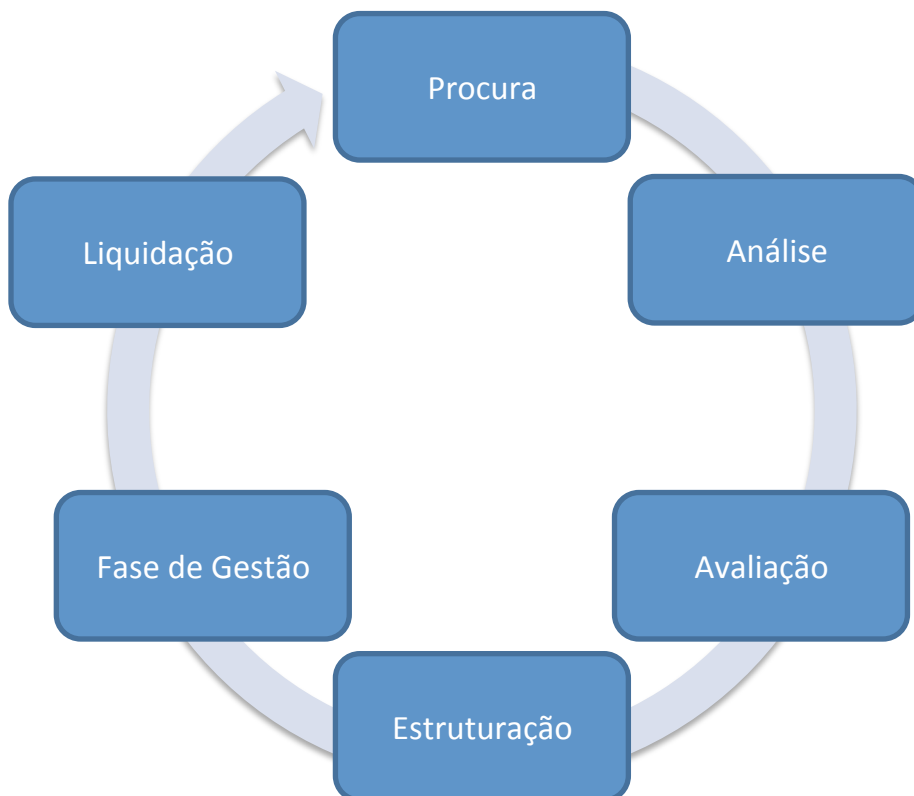 Procura
Análise
Avaliação
Estruturação
Fase de Gestão
Liquidação